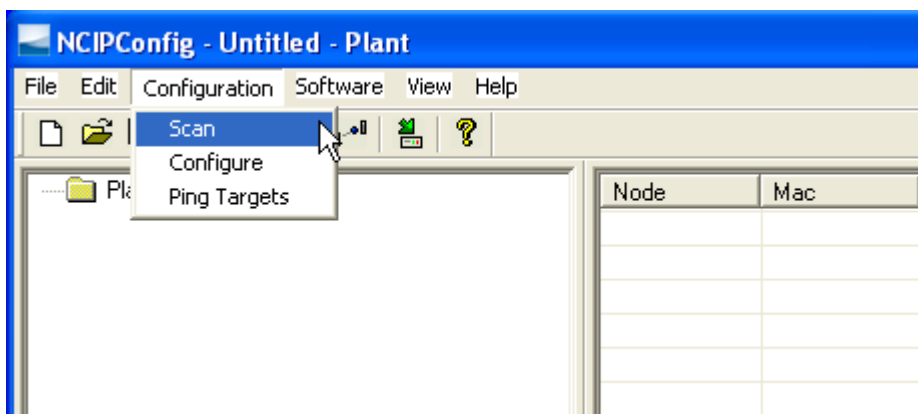 NCIPConfig - Untitled - Plant
File Edit Configuration Software View Help
Scan
Configure
Ping Targets
Node Mac